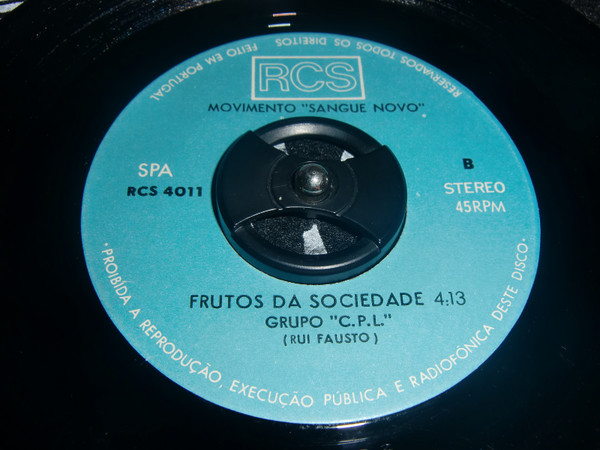 RESERVADOS TODOS OS DIREITOS
FEITO EM PORTUGAL
RCS
MOVIMENTO "SANGUE NOVO"
SPA
RCS 4011
B
STEREO
45RPM
FRUTOS DA SOCIEDADE 4.13
GRUPO "C.P.L."
(RUI FAUSTO)
·PROIBÍDA A REPRODUÇÃO, EXECUÇÃO PÚBLICA E RADIOFÓNICA DESTE DISCO·